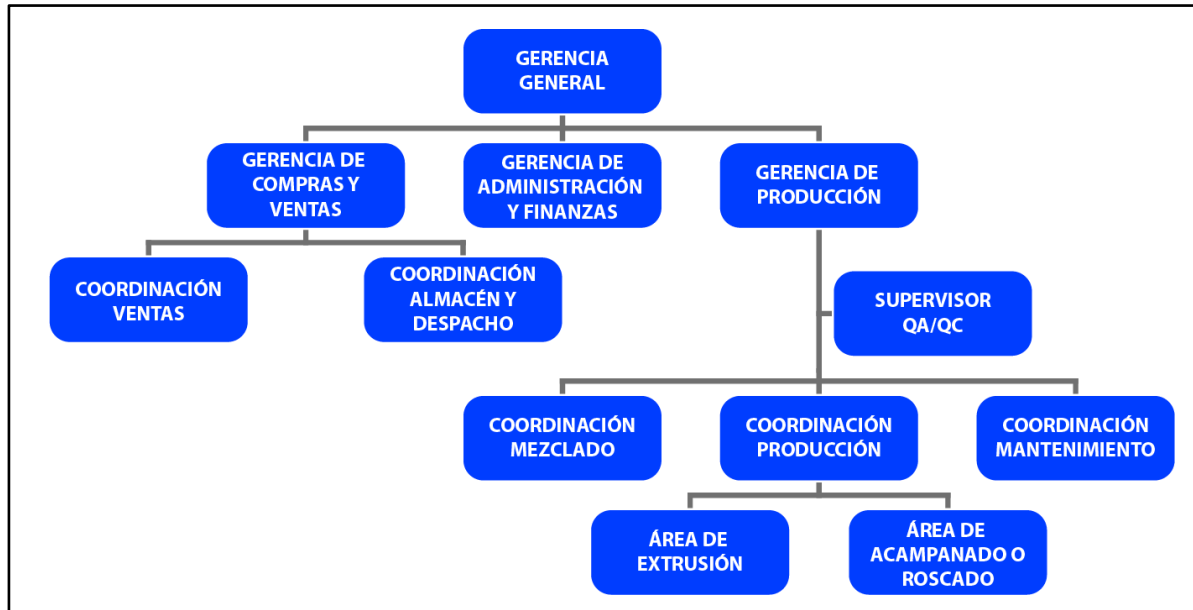 GERENCIA
GENERAL
GERENCIA DE
COMPRAS Y
VENTAS
GERENCIA DE
ADMINISTRACIÓN
Y FINANZAS
GERENCIA DE
PRODUCCIÓN
COORDINACIÓN
VENTAS
COORDINACIÓN
ALMACÉN Y
DESPACHO
SUPERVISOR
QA/QC
COORDINACIÓN
MEZCLADO
COORDINACIÓN
PRODUCCIÓN
COORDINACIÓN
MANTENIMIENTO
ÁREA DE
EXTRUSIÓN
ÁREA DE
ACAMPANADO O
ROSCADO